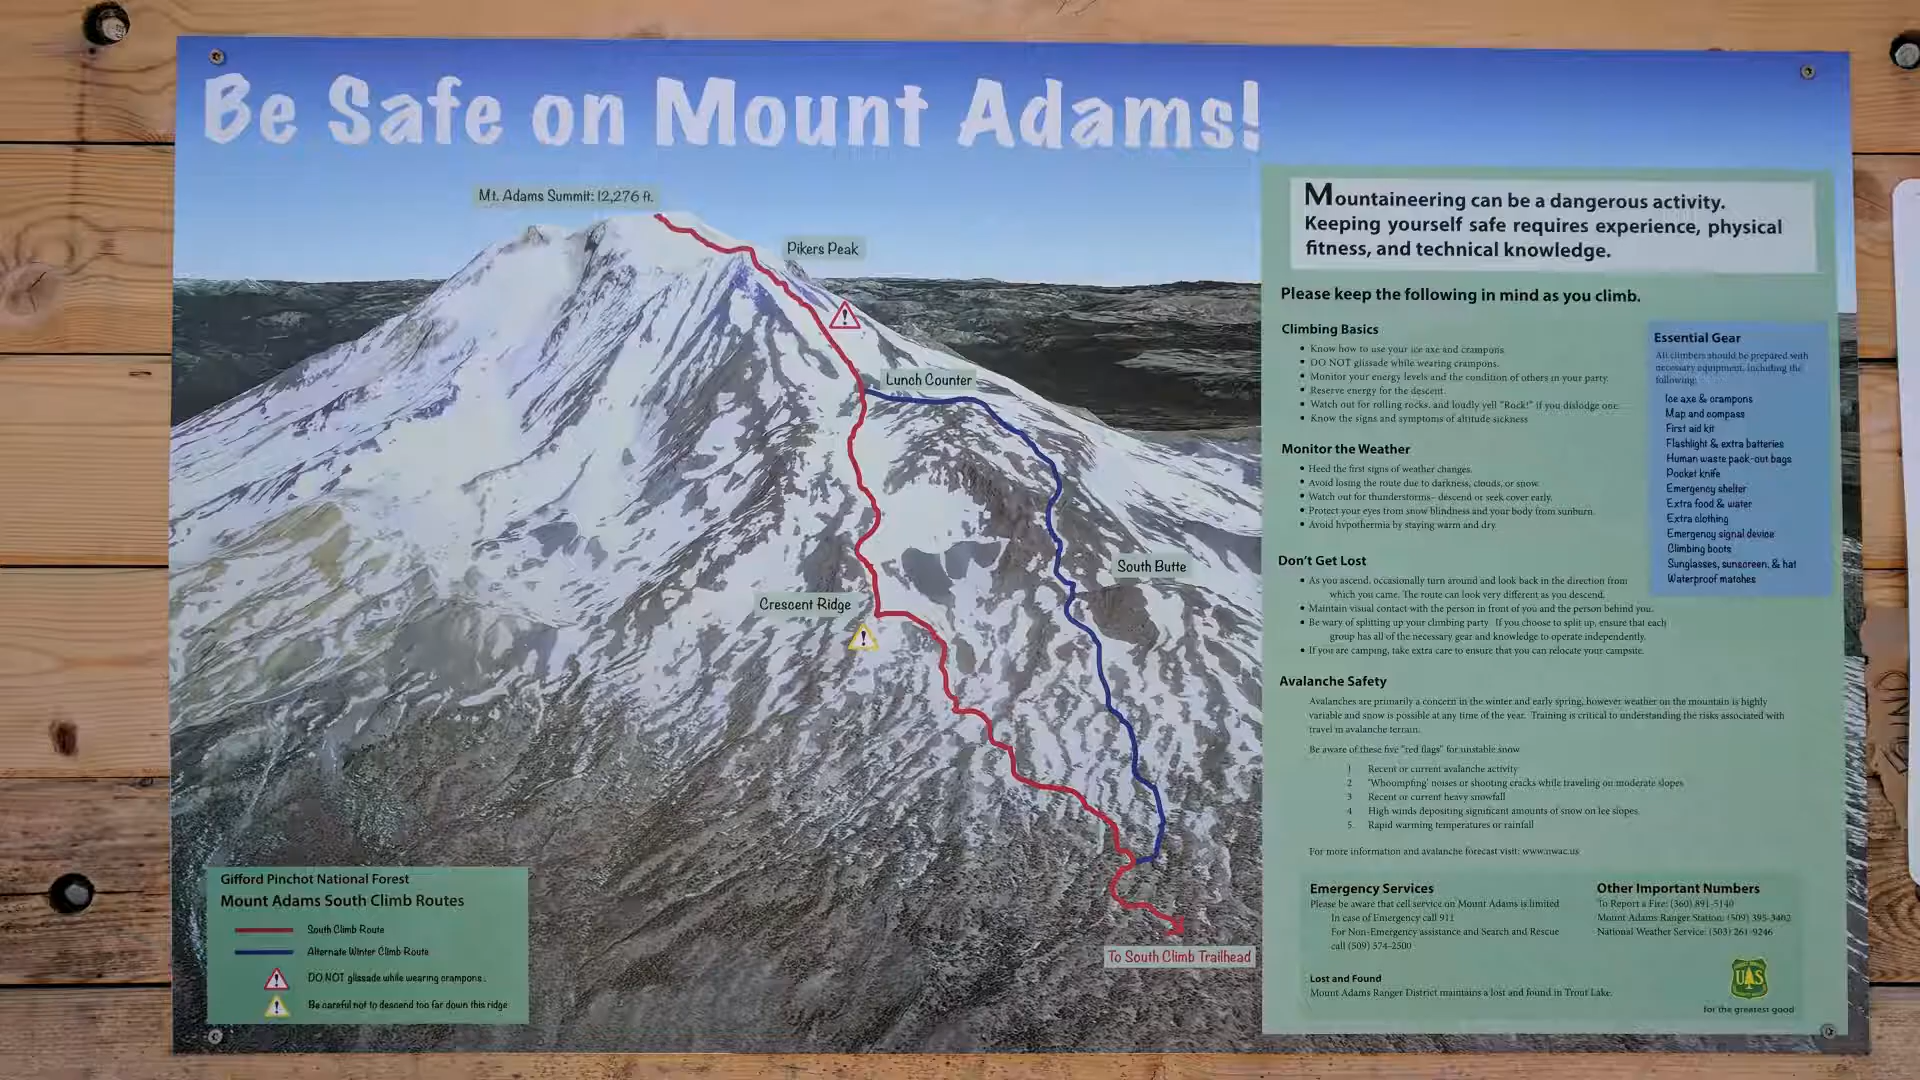 Be Safe on Mount Adams!
Mt. Adams Summit: 12,276 ft.
Pikers Peak
Lunch Counter
South Butte
Crescent Ridge
To South Climb Trailhead
Gifford Pinchot National Forest
Mount Adams South Climb Routes
South Climb Route
Alternate Winter Climb Route
DO NOT glissade while wearing crampons.
Be careful not to descend too far down this ridge
Mountaineering can be a dangerous activity.
Keeping yourself safe requires experience, physical
fitness, and technical knowledge.
Please keep the following in mind as you climb.
Climbing Basics
• Know how to use your ice axe and crampons.
• DO NOT glissade while wearing crampons.
• Monitor your energy levels and the condition of others in your party.
• Reserve energy for the descent.
• Watch out for rolling rocks, and loudly yell "Rock!" if you dislodge one.
• Know the signs and symptoms of altitude sickness
Monitor the Weather
• Heed the first signs of weather changes.
• Avoid losing the route due to darkness, clouds, or snow.
• Watch out for thunderstorms– descend or seek cover early.
• Protect your eyes from snow blindness and your body from sunburn.
• Avoid hypothermia by staying warm and dry.
Don't Get Lost
• As you ascend, occasionally turn around and look back in the direction from
which you came. The route can look very different as you descend.
• Maintain visual contact with the person in front of you and the person behind you.
• Be wary of splitting up your climbing party. If you choose to split up, ensure that each
group has all of the necessary gear and knowledge to operate independently.
• If you are camping, take extra care to ensure that you can relocate your campsite.
Avalanche Safety
Avalanches are primarily a concern in the winter and early spring, however weather on the mountain is highly
variable and snow is possible at any time of the year. Training is critical to understanding the risks associated with
travel in avalanche terrain.
Be aware of these five "red flags" for unstable snow
1 Recent or current avalanche activity
2 'Whoompfing' noises or shooting cracks while traveling on moderate slopes
3 Recent or current heavy snowfall
4 High winds depositing significant amounts of snow on lee slopes
5. Rapid warming temperatures or rainfall
For more information and avalanche forecast visit: www.nwac.us
Essential Gear
All climbers should be prepared with
necessary equipment, including the
following:
Ice axe & crampons
Map and compass
First aid kit
Flashlight & extra batteries
Human waste pack-out bags
Pocket knife
Emergency shelter
Extra food & water
Extra clothing
Emergency signal device
Climbing boots
Sunglasses, sunscreen, & hat
Waterproof matches
Emergency Services
Please be aware that cell service on Mount Adams is limited
In case of Emergency call 911
For Non-Emergency assistance and Search and Rescue
call (509) 574-2500
Other Important Numbers
To Report a Fire: (360) 891-5140
Mount Adams Ranger Station: (509) 395-3402
National Weather Service: (503) 261-9246
Lost and Found
Mount Adams Ranger District maintains a lost and found in Trout Lake.
UAS
for the greatest good